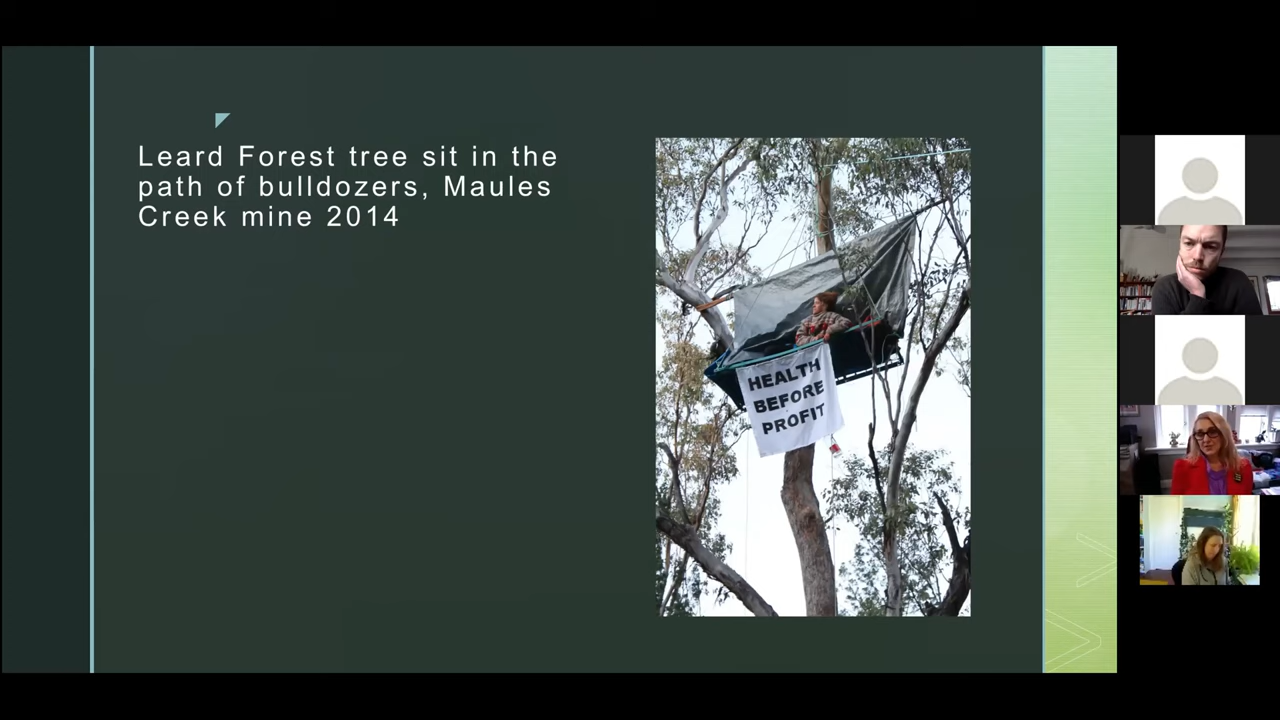 Leard Forest tree sit in the
path of bulldozers, Maules
Creek mine 2014
HEALTH
BEFORE
PROFIT